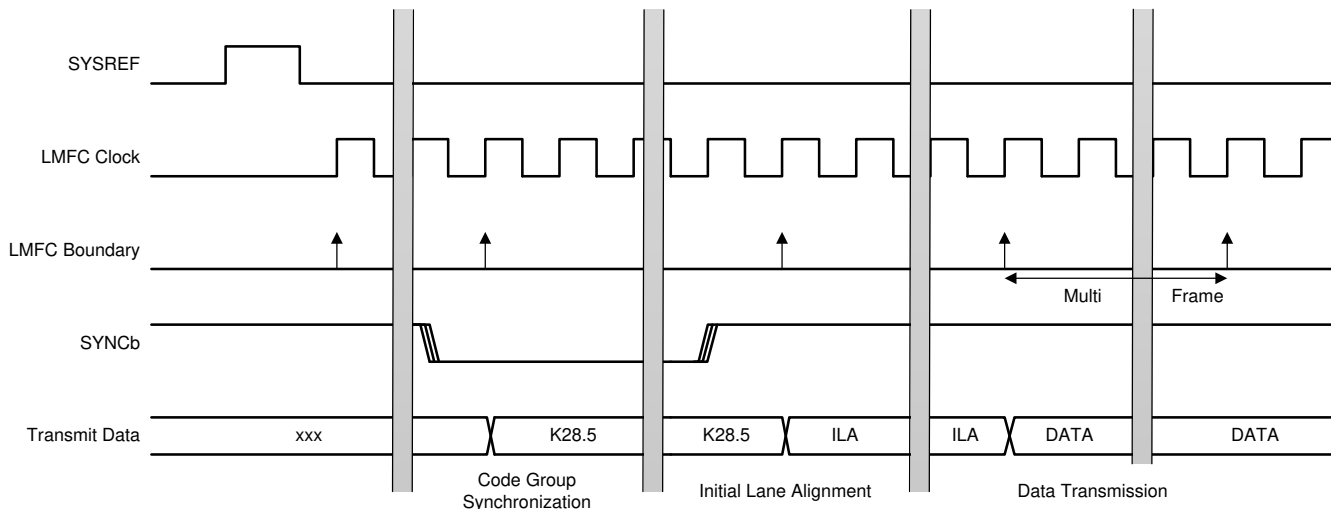 SYSREF
LMFC Clock
LMFC Boundary
Multi Frame
SYNCb
Transmit Data
xxx
K28.5
K28.5
ILA
ILA
DATA
DATA
Code Group
Synchronization
Initial Lane Alignment
Data Transmission